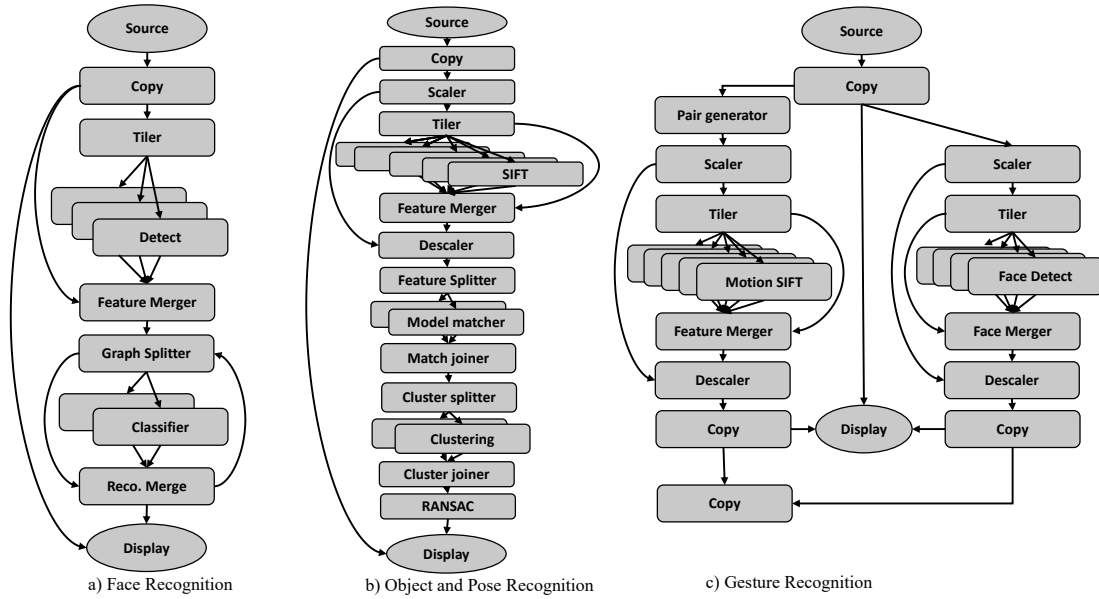 Source
Copy
Tiler
Detect
Feature Merger
Graph Splitter
Classifier
Reco. Merge
Display
a) Face Recognition
Source
Copy
Scaler
Tiler
SIFT
Feature Merger
Descaler
Feature Splitter
Model matcher
Match joiner
Cluster splitter
Clustering
Cluster joiner
RANSAC
Display
b) Object and Pose Recognition
Source
Copy
Pair generator
Scaler
Tiler
Motion SIFT
Feature Merger
Descaler
Copy
Scaler
Tiler
Face Detect
Face Merger
Descaler
Copy
Display
Copy
c) Gesture Recognition